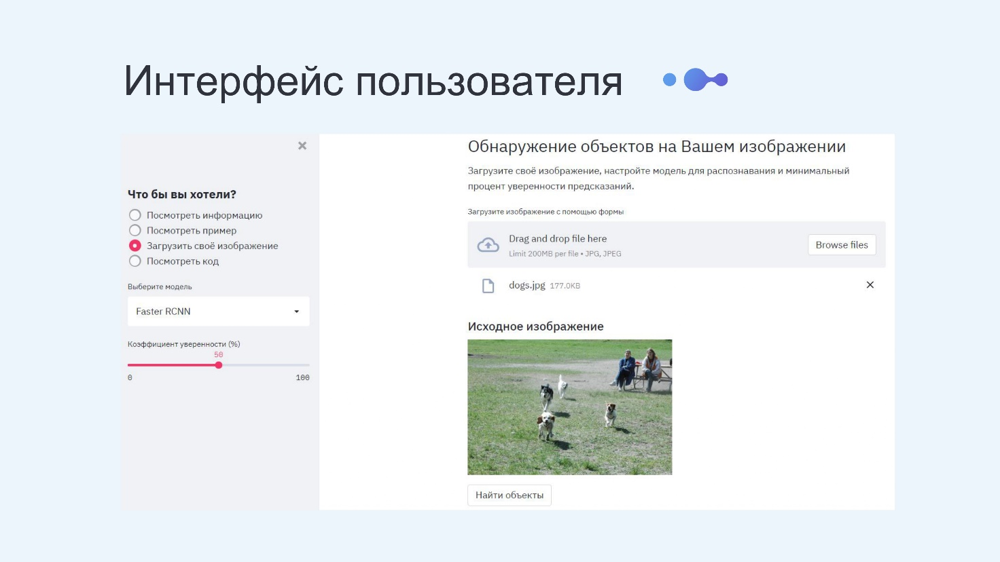 Интерфейс пользователя
Что бы вы хотели?
Посмотреть информацию
Посмотреть пример
Загрузить своё изображение
Посмотреть код
Выберите модель
Faster RCNN
Коэффициент уверенности (%)
50
0
100
Обнаружение объектов на Вашем изображении
Загрузите своё изображение, настройте модель для распознавания и минимальный
процент уверенности предсказаний.
Загрузите изображение с помощью формы
Drag and drop file here
Limit 200MB per file • JPG, JPEG
Browse files
dogs.jpg 177.0KB
Исходное изображение
Найти объекты